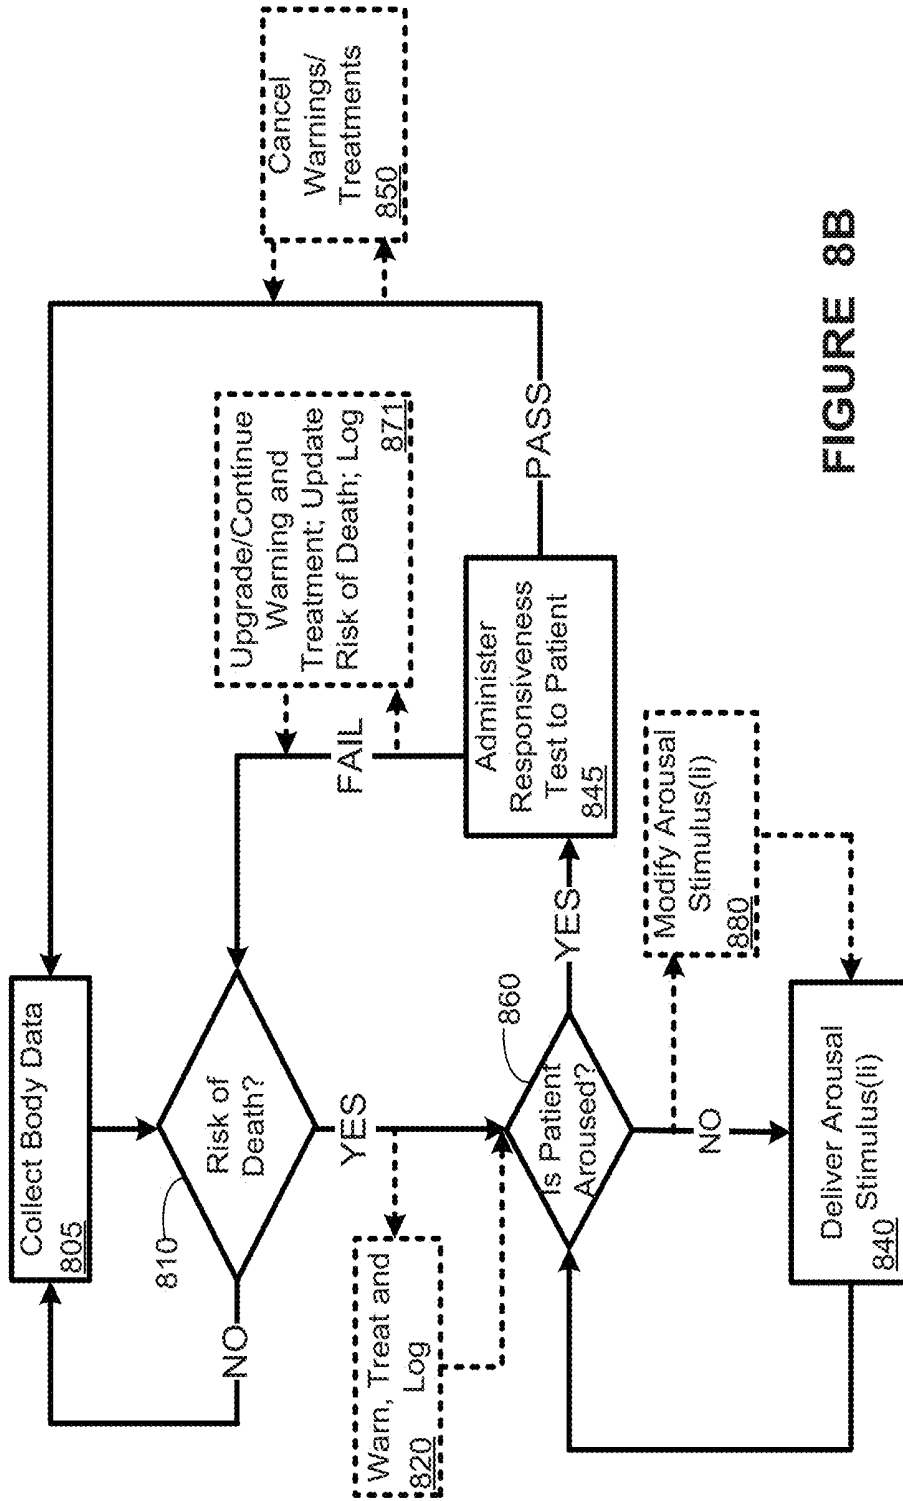 Collect Body Data
805
810
Risk of
Death?
NO
YES
Warn, Treat and
Log
820
860
Is Patient
Aroused?
YES
NO
Modify Arousal
Stimulus(li)
880
Deliver Arousal
Stimulus(li)
840
Administer
Responsiveness
Test to Patient
845
FAIL
Upgrade/Continue
Warning and
Treatment; Update
Risk of Death; Log
871
PASS
Cancel
Warnings/
Treatments
850
FIGURE 8B